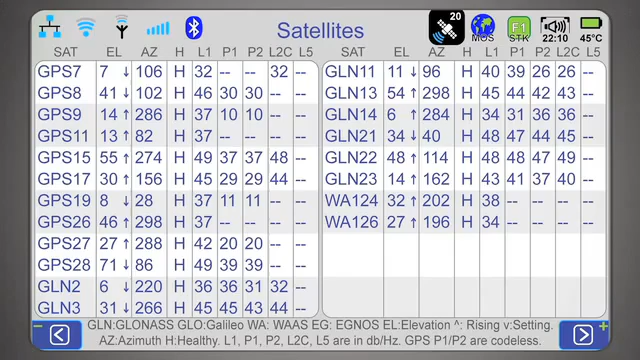 Satellites
20
MOS
F1
STK
22:10
45°C
SAT EL AZ H L1 P1 P2 L2C L5 SAT EL AZ H L1 P1 P2 L2C L5
GPS7 7 ↓ 106 H 32 -- -- 32 -- GLN11 11 ↓ 96 H 40 39 26 26 --
GPS8 41 ↓ 102 H 46 30 30 -- -- GLN13 54 ↑ 298 H 45 44 42 43 --
GPS9 14 ↑ 286 H 37 10 10 -- -- GLN14 6 ↑ 284 H 34 31 36 36 --
GPS11 13 ↑ 82 H 37 -- -- -- -- GLN21 34 ↓ 40 H 48 47 44 45 --
GPS15 55 ↑ 274 H 49 37 37 48 -- GLN22 48 ↑ 114 H 48 48 47 49 --
GPS17 30 ↑ 156 H 45 29 29 44 -- GLN23 14 ↑ 162 H 43 41 37 40 --
GPS19 8 ↓ 28 H 37 11 11 -- -- WA124 32 ↑ 202 H 38 -- -- -- --
GPS26 46 ↑ 298 H 37 -- -- -- -- WA126 27 ↑ 196 H 34 -- -- -- --
GPS27 27 ↑ 288 H 42 20 20 -- --
GPS28 71 ↓ 86 H 49 39 39 -- --
GLN2 6 ↑ 220 H 36 36 31 32 --
GLN3 31 ↓ 266 H 45 45 43 44 --
GLN:GLONASS GLO:Galileo WA: WAAS EG: EGNOS EL:Elevation ^: Rising v:Setting.
AZ:Azimuth H:Healthy. L1, P1, P2, L2C, L5 are in db/Hz. GPS P1/P2 are codeless.